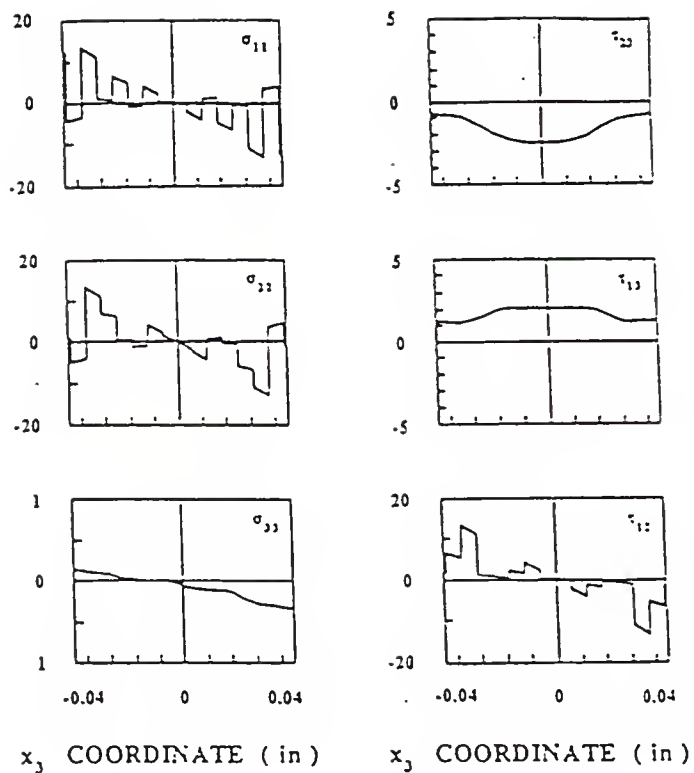 20
0
-20
σ₁₁
5
0
-5
τ₂₃
20
0
-20
σ₂₂
5
0
-5
τ₁₃
1
0
1
σ₃₃
20
0
-20
τ₁₂
-0.04 0 0.04
-0.04 0 0.04
x₃ COORDINATE ( in )
x₃ COORDINATE ( in )